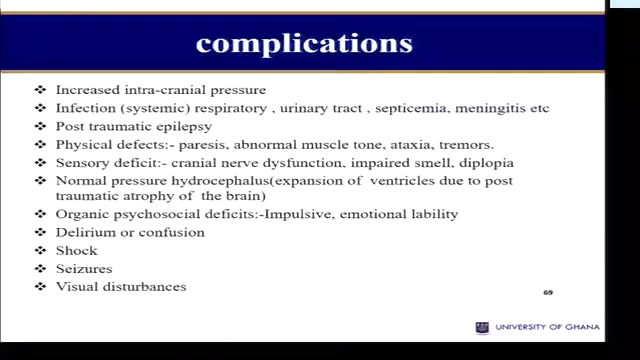 complications
❖ Increased intra-cranial pressure
❖ Infection (systemic) respiratory , urinary tract , septicemia, meningitis etc
❖ Post traumatic epilepsy
❖ Physical defects:- paresis, abnormal muscle tone, ataxia, tremors.
❖ Sensory deficit:- cranial nerve dysfunction, impaired smell, diplopia
❖ Normal pressure hydrocephalus(expansion of ventricles due to post
traumatic atrophy of the brain)
❖ Organic psychosocial deficits:-Impulsive, emotional lability
❖ Delirium or confusion
❖ Shock
❖ Seizures
❖ Visual disturbances
69
UNIVERSITY OF GHANA